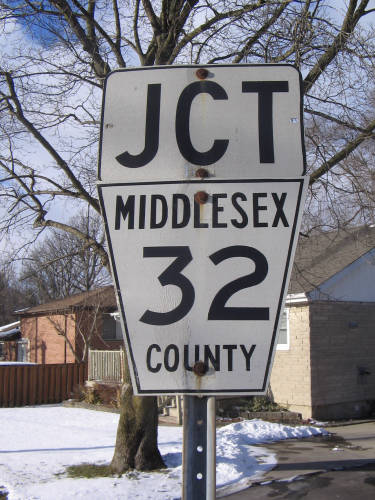 JCT
MIDDLESEX
32
COUNTY